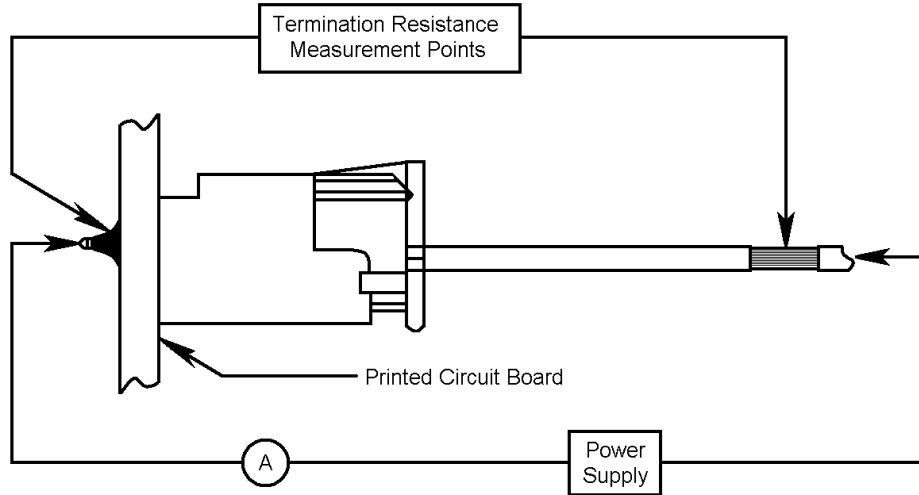 Termination Resistance
Measurement Points
Printed Circuit Board
A
Power
Supply